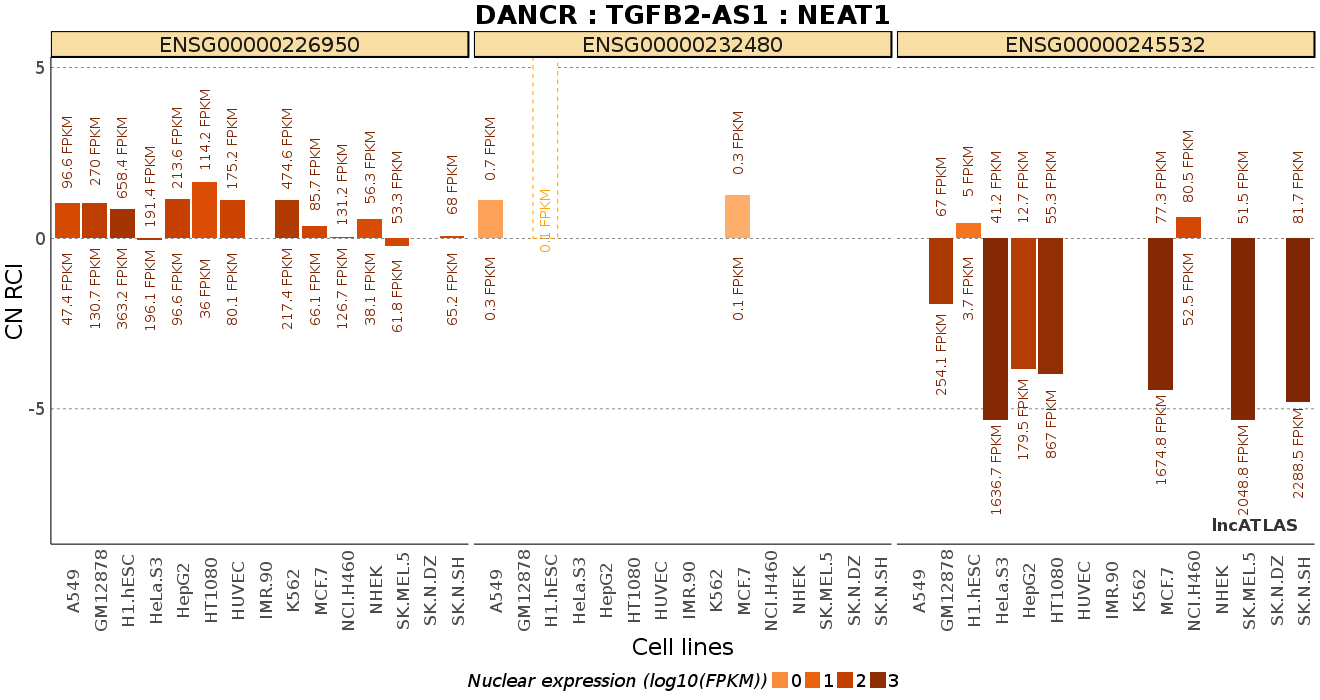 DANCR : TGFB2-AS1 : NEAT1
ENSG00000226950
ENSG00000232480
ENSG00000245532
CN RCI
5
0
-5
96.6 FPKM
270 FPKM
658.4 FPKM
191.4 FPKM
213.6 FPKM
114.2 FPKM
175.2 FPKM
474.6 FPKM
85.7 FPKM
131.2 FPKM
56.3 FPKM
53.3 FPKM
68 FPKM
47.4 FPKM
130.7 FPKM
363.2 FPKM
196.1 FPKM
96.6 FPKM
36 FPKM
80.1 FPKM
217.4 FPKM
66.1 FPKM
126.7 FPKM
38.1 FPKM
61.8 FPKM
65.2 FPKM
0.7 FPKM
0.1 FPKM
0.3 FPKM
0.3 FPKM
0.1 FPKM
67 FPKM
5 FPKM
41.2 FPKM
12.7 FPKM
55.3 FPKM
77.3 FPKM
80.5 FPKM
51.5 FPKM
81.7 FPKM
254.1 FPKM
3.7 FPKM
1636.7 FPKM
179.5 FPKM
867 FPKM
1674.8 FPKM
52.5 FPKM
2048.8 FPKM
2288.5 FPKM
lncATLAS
A549
GM12878
H1.hESC
HeLa.S3
HepG2
HT1080
HUVEC
IMR.90
K562
MCF.7
NCI.H460
NHEK
SK.MEL.5
SK.N.DZ
SK.N.SH
A549
GM12878
H1.hESC
HeLa.S3
HepG2
HT1080
HUVEC
IMR.90
K562
MCF.7
NCI.H460
NHEK
SK.MEL.5
SK.N.DZ
SK.N.SH
A549
GM12878
H1.hESC
HeLa.S3
HepG2
HT1080
HUVEC
IMR.90
K562
MCF.7
NCI.H460
NHEK
SK.MEL.5
SK.N.DZ
SK.N.SH
Cell lines
Nuclear expression (log10(FPKM)) 0 1 2 3